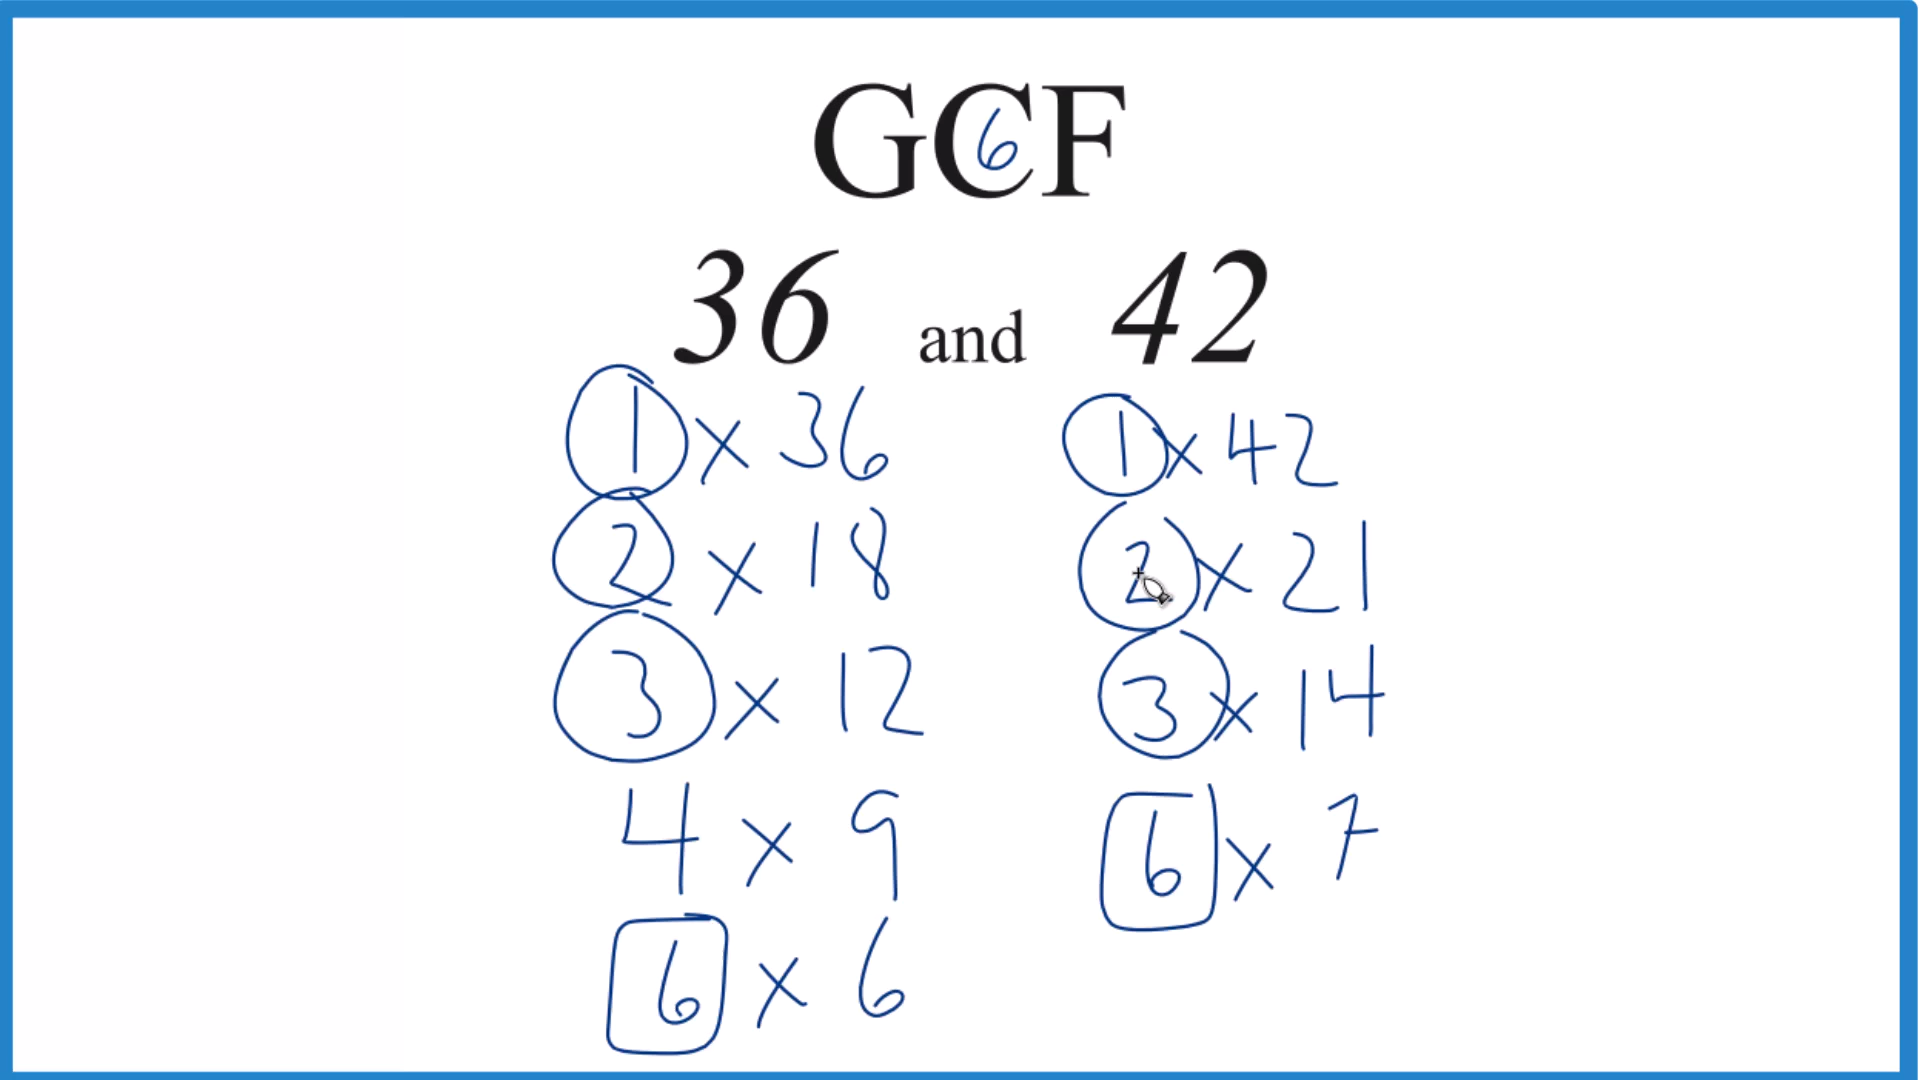 GCF
6
36 and 42
1 x 36 1 x 42
2 x 18 2 x 21
3 x 12 3 x 14
4 x 9 6 x 7
6 x 6